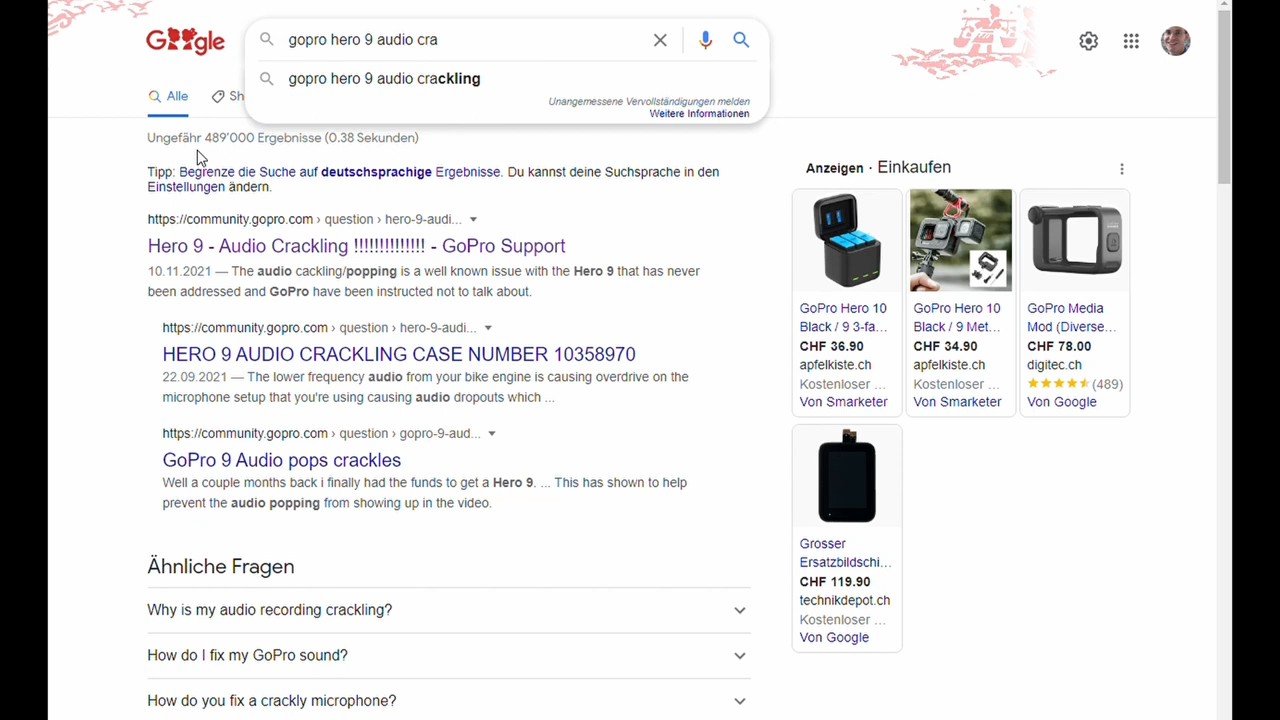 Google
gopro hero 9 audio cra
gopro hero 9 audio crackling
Unangemessene Vervollständigungen melden
Weitere Informationen
Alle
Sh
Ungefähr 489'000 Ergebnisse (0.38 Sekunden)
Tipp: Begrenze die Suche auf deutschsprachige Ergebnisse. Du kannst deine Suchsprache in den
Einstellungen ändern.
https://community.gopro.com › question › hero-9-audi...
Hero 9 - Audio Crackling !!!!!!!!!!!!! - GoPro Support
10.11.2021 — The audio cackling/popping is a well known issue with the Hero 9 that has never
been addressed and GoPro have been instructed not to talk about.
https://community.gopro.com › question › hero-9-audi...
HERO 9 AUDIO CRACKLING CASE NUMBER 10358970
22.09.2021 — The lower frequency audio from your bike engine is causing overdrive on the
microphone setup that you're using causing audio dropouts which ...
https://community.gopro.com › question › gopro-9-aud...
GoPro 9 Audio pops crackles
Well a couple months back i finally had the funds to get a Hero 9. ... This has shown to help
prevent the audio popping from showing up in the video.
Ähnliche Fragen
Why is my audio recording crackling?
How do I fix my GoPro sound?
How do you fix a crackly microphone?
Anzeigen · Einkaufen
GoPro Hero 10
Black / 9 3-fa...
CHF 36.90
apfelkiste.ch
Kostenloser ...
Von Smarketer
GoPro Hero 10
Black / 9 Met...
CHF 34.90
apfelkiste.ch
Kostenloser ...
Von Smarketer
GoPro Media
Mod (Diverse...
CHF 78.00
digitec.ch
(489)
Von Google
Grosser
Ersatzbildschi...
CHF 119.90
technikdepot.ch
Kostenloser ...
Von Google